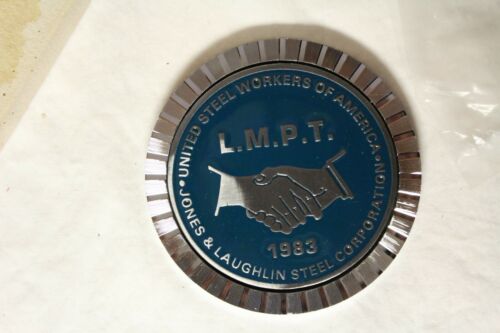 UNITED STEEL WORKERS OF AMERICA
L.M.P.T.
1983
• JONES & LAUGHLIN STEEL CORPORATION •